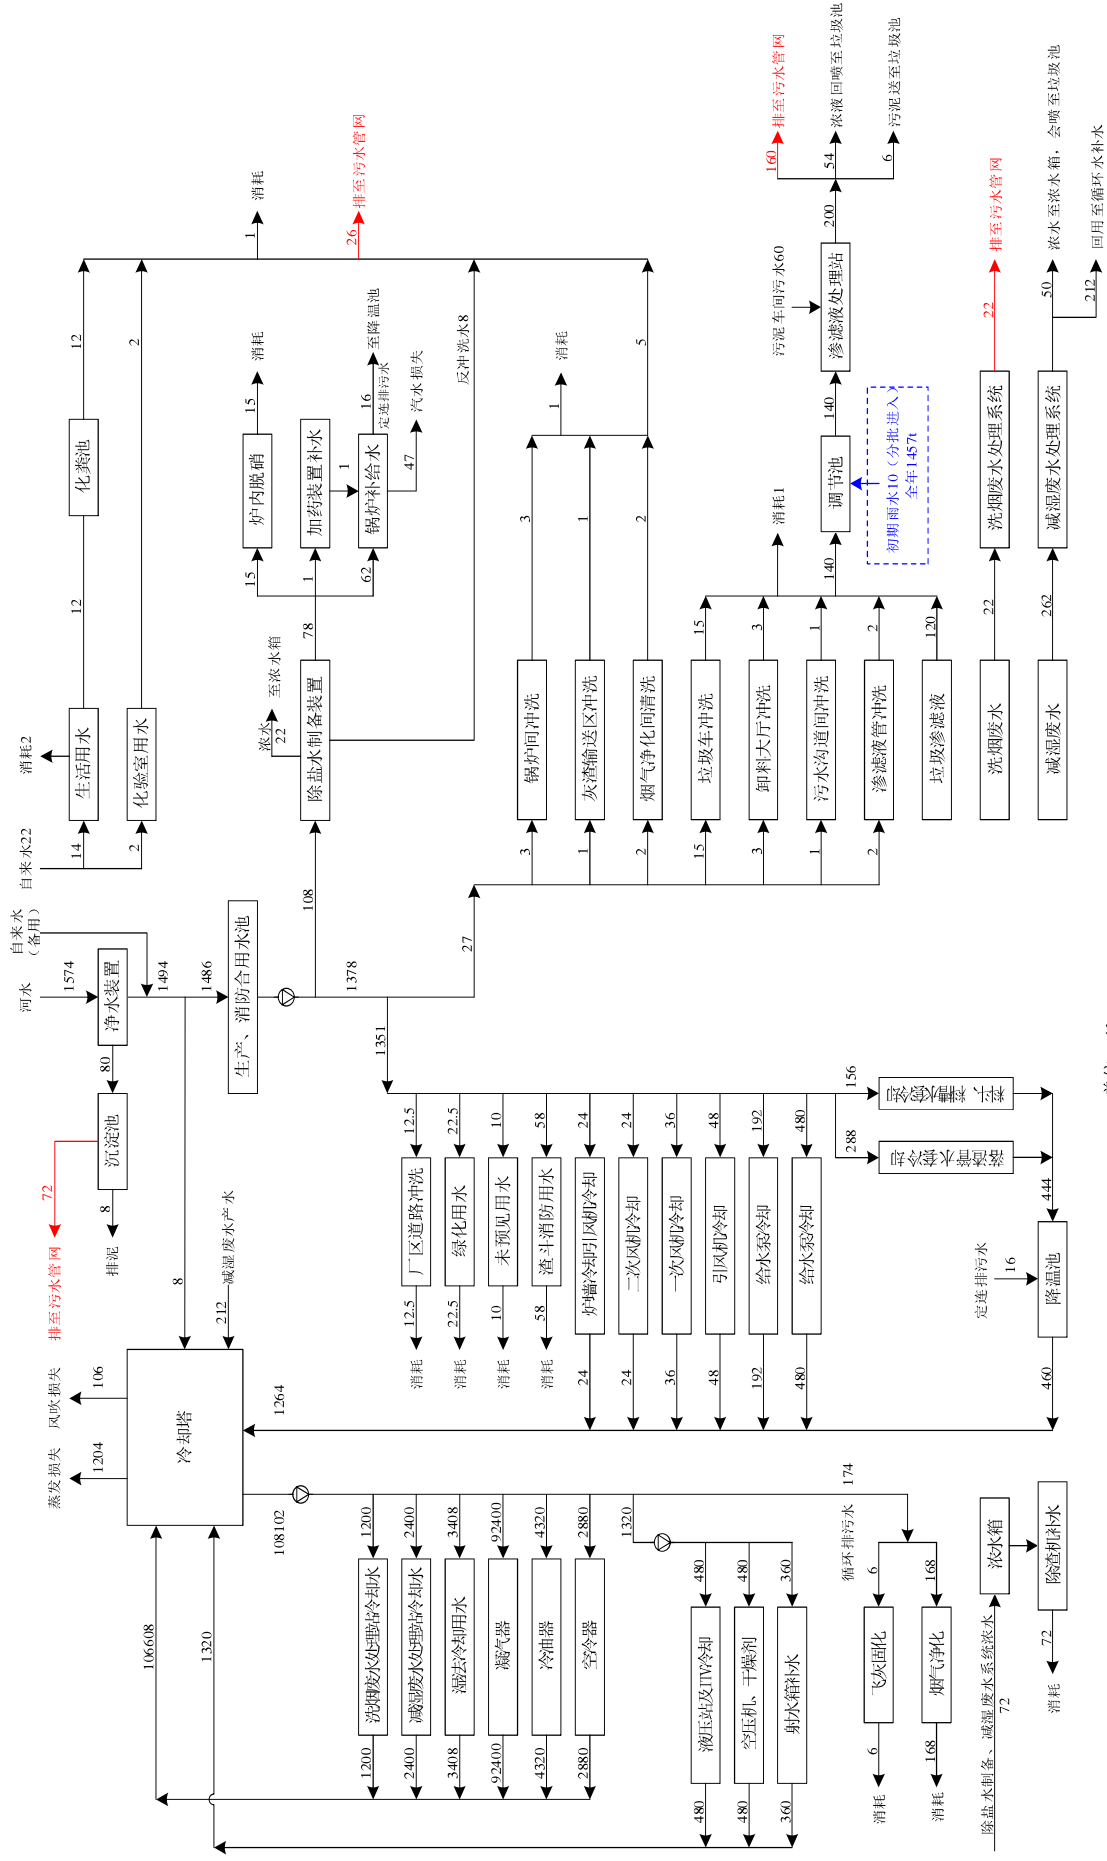 消耗2
自来水22
14
2
生活用水
化验室用水
12
化粪池
12
2
1
消耗
26
排至污水管网
自来水
（备用）
河水
1574
净水装置
1494
80
沉淀池
72
排至污水管网
8
排泥
1486
生产、消防合用水池
8
108
除盐水制备装置
浓水
22
至浓水箱
78
15
炉内脱硝
15
消耗
1
加药装置补水
1
62
锅炉补给水
16
定连排污水
至降温池
47
汽水损失
反冲洗水8
1378
27
3
锅炉间冲洗
3
1
灰渣输送区冲洗
1
2
烟气净化间清洗
2
1
消耗
5
15
垃圾车冲洗
15
3
卸料大厅冲洗
3
1
污水沟道间冲洗
1
2
渗滤液管冲洗
2
垃圾渗滤液
120
消耗1
140
调节池
140
初期雨水10（分批进入）
全年1457t
污泥车间污水60
渗滤液处理站
200
160
排至污水管网
54
浓液回喷至垃圾池
6
污泥送至垃圾池
洗烟废水
22
洗烟废水处理系统
22
排至污水管网
减湿废水
262
减湿废水处理系统
50
浓水至浓水箱，会喷至垃圾池
212
回用至循环水补水
1351
12.5
厂区道路冲洗
12.5
消耗
22.5
绿化用水
22.5
消耗
10
未预见用水
10
消耗
58
渣斗消防用水
58
消耗
24
炉墙冷却引风机冷却
24
24
二次风机冷却
24
36
一次风机冷却
36
48
引风机冷却
48
192
给水泵冷却
192
480
给水泵冷却
480
156
料斗、料槽水套冷却
288
落渣管水套冷却
444
定连排污水
16
降温池
460
1264
212
减湿废水产水
冷却塔
106
风吹损失
1204
蒸发损失
108102
106608
1320
1200
洗烟废水处理站冷却水
1200
2400
减湿废水处理站冷却水
2400
3408
湿法冷却用水
3408
92400
凝汽器
92400
4320
冷油器
4320
2880
空冷器
2880
1320
480
液压站及ITV冷却
480
480
空压机、干燥剂
480
360
射水箱补水
360
循环排污水
174
6
飞灰固化
6
消耗
168
烟气净化
168
消耗
除盐水制备、减湿废水系统浓水
72
浓水箱
除渣机补水
72
消耗